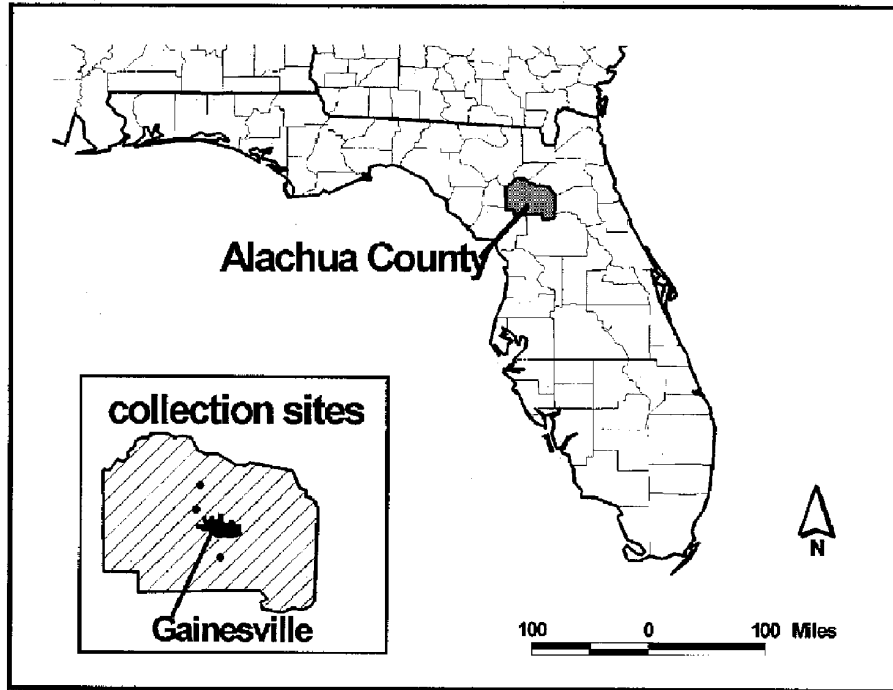 Alachua County
collection sites
Gainesville
N
100 0 100 Miles